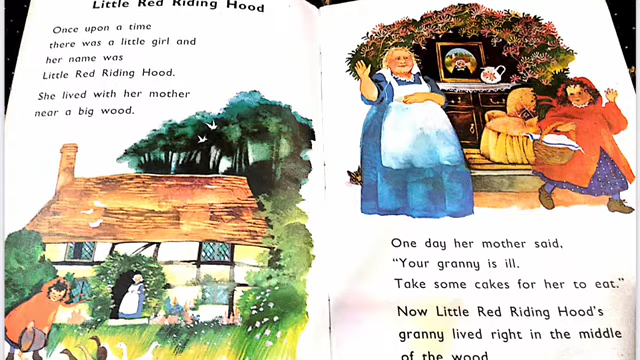 Little Red Riding Hood
Once upon a time
there was a little girl and
her name was
Little Red Riding Hood.
She lived with her mother
near a big wood.
One day her mother said,
"Your granny is ill.
Take some cakes for her to eat."
Now Little Red Riding Hood's
granny lived right in the middle
of the wood